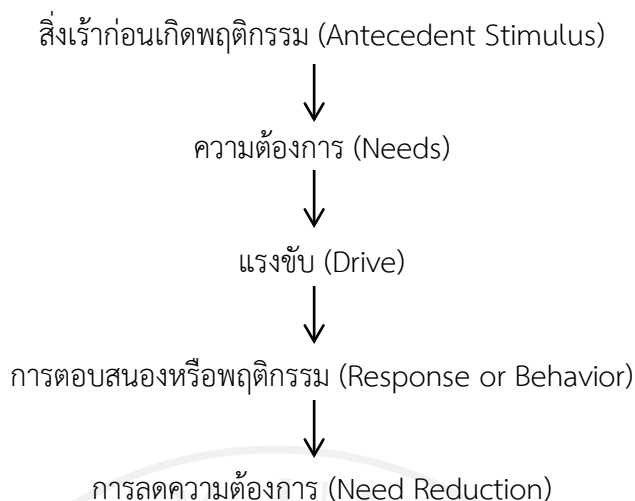 สิ่งเร้าก่อนเกิดพฤติกรรม (Antecedent Stimulus)
ความต้องการ (Needs)
แรงขับ (Drive)
การตอบสนองหรือพฤติกรรม (Response or Behavior)
การลดความต้องการ (Need Reduction)